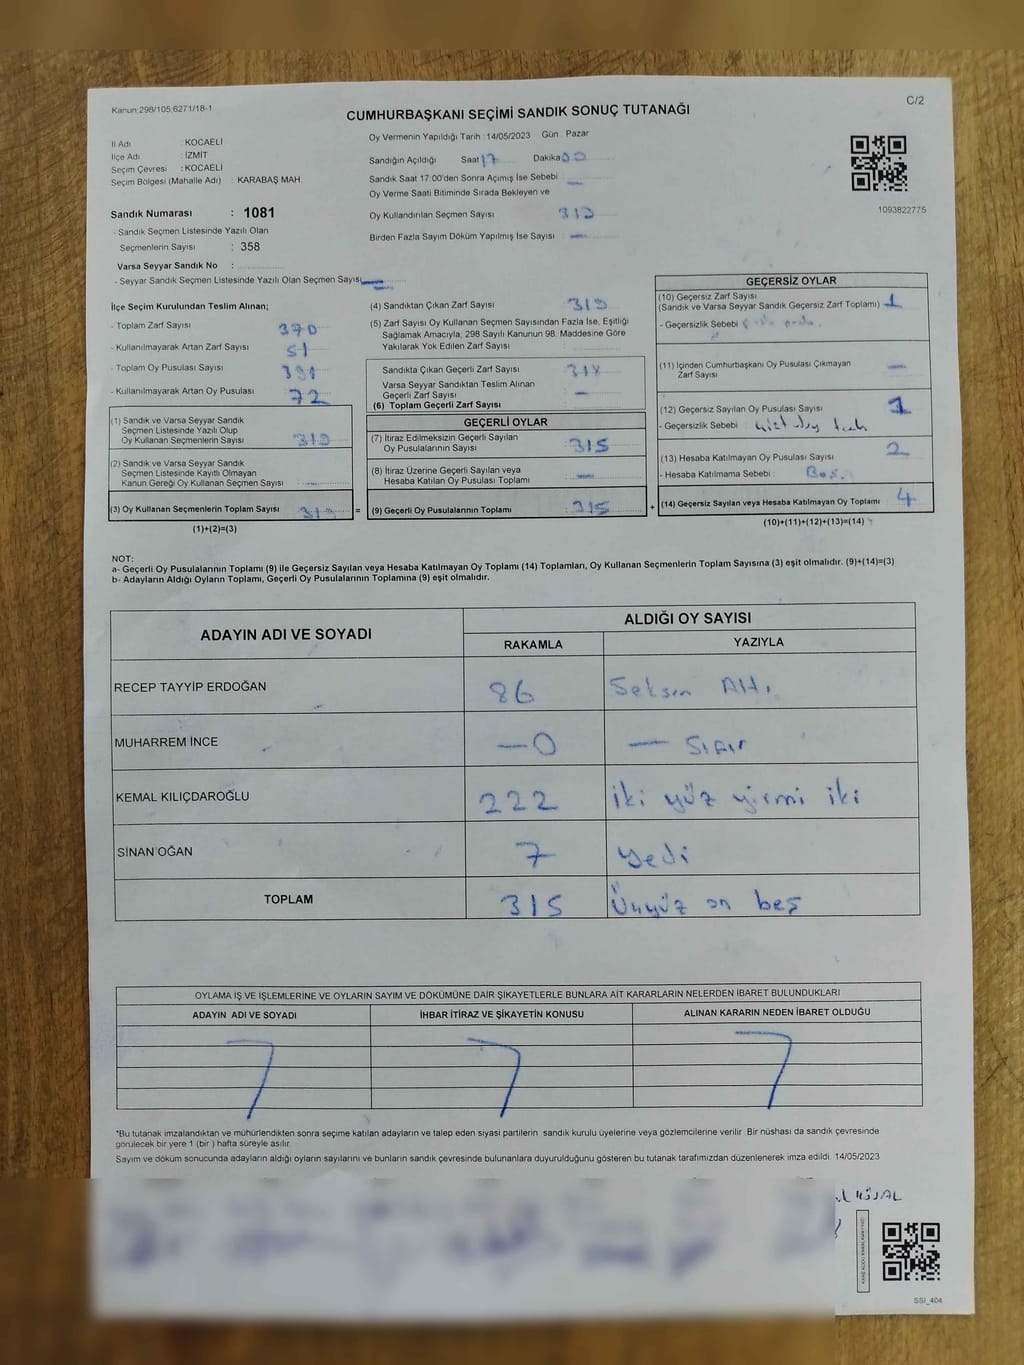 Kanun:298/105;6271/18-1
C/2
CUMHURBAŞKANI SEÇİMİ SANDIK SONUÇ TUTANAĞI
İl Adı KOCAELİ
İlçe Adı : İZMİT
Seçim Çevresi : KOCAELİ
Seçim Bölgesi (Mahalle Adı) : KARABAŞ MAH.
Sandık Numarası : 1081
- Sandık Seçmen Listesinde Yazılı Olan
Seçmenlerin Sayısı : 358
Varsa Seyyar Sandık No :
- Seyyar Sandık Seçmen Listesinde Yazılı Olan Seçmen Sayısı
Oy Vermenin Yapıldığı Tarih :14/05/2023 Gün : Pazar
Sandığın Açıldığı Saat 17 Dakika 00
Sandık Saat 17:00'den Sonra Açımış İse Sebebi
Oy Verme Saati Bitiminde Sırada Bekleyen ve
Oy Kullandırılan Seçmen Sayısı
Birden Fazla Sayım Döküm Yapılmış İse Sayısı :
1093822775
İlçe Seçim Kurulundan Teslim Alınan;
- Toplam Zarf Sayısı 370
- Kullanılmayarak Artan Zarf Sayısı 51
- Toplam Oy Pusulası Sayısı 391
- Kullanılmayarak Artan Oy Pusulası 72
(1) Sandık ve Varsa Seyyar Sandık
Seçmen Listesinde Yazılı Olup
Oy Kullanan Seçmenlerin Sayısı : 319
(2) Sandık ve Varsa Seyyar Sandık
Seçmen Listesinde Kayıtlı Olmayan
Kanun Gereği Oy Kullanan Seçmen Sayısı :
(3) Oy Kullanan Seçmenlerin Toplam Sayısı 319 =
(1)+(2)=(3)
(4) Sandıktan Çıkan Zarf Sayısı 319
(5) Zarf Sayısı Oy Kullanan Seçmen Sayısından Fazla İse, Eşitliği
Sağlamak Amacıyla, 298 Sayılı Kanunun 98. Maddesine Göre
Yakılarak Yok Edilen Zarf Sayısı
Sandıkta Çıkan Geçerli Zarf Sayısı : 318
Varsa Seyyar Sandıktan Teslim Alınan
Geçerli Zarf Sayısı :
(6) Toplam Geçerli Zarf Sayısı
GEÇERLİ OYLAR
(7) İtiraz Edilmeksizin Geçerli Sayılan
Oy Pusulasının Sayısı : 315
(8) İtiraz Üzerine Geçerli Sayılan veya
Hesaba Katılan Oy Pusulası Toplamı :
(9) Geçerli Oy Pusulalarının Toplamı : 315 +
GEÇERSİZ OYLAR
(10) Geçersiz Zarf Sayısı
(Sandık ve Varsa Seyyar Sandık Geçersiz Zarf Toplamı) 1
- Geçersizlik Sebebi
(11) İçinden Cumhurbaşkanı Oy Pusulası Çıkmayan
Zarf Sayısı
(12) Geçersiz Sayılan Oy Pusulası Sayısı 1
- Geçersizlik Sebebi :
(13) Hesaba Katılmayan Oy Pusulası Sayısı 2
- Hesaba Katılmama Sebebi : Boş.
(14) Geçersiz Sayılan veya Hesaba Katılmayan Oy Toplamı 4
(10)+(11)+(12)+(13)=(14)
NOT:
a- Geçerli Oy Pusulalarının Toplamı (9) ile Geçersiz Sayılan veya Hesaba Katılmayan Oy Toplamı (14) Toplamları, Oy Kullanan Seçmenlerin Toplam Sayısına (3) eşit olmalıdır. (9)+(14)=(3)
b- Adayların Aldığı Oyların Toplamı, Geçerli Oy Pusulalarının Toplamına (9) eşit olmalıdır.
ADAYIN ADI VE SOYADI ALDIĞI OY SAYISI
RAKAMLA YAZIYLA
RECEP TAYYİP ERDOĞAN 86 Seksen Altı
MUHARREM İNCE —0 — Sıfır
KEMAL KILIÇDAROĞLU 222 iki yüz yirmi iki
SİNAN OĞAN 7 yedi
TOPLAM 315 Üçyüz on beş
OYLAMA İŞ VE İŞLEMLERİNE VE OYLARIN SAYIM VE DÖKÜMÜNE DAİR ŞİKAYETLERLE BUNLARA AİT KARARLARIN NELERDEN İBARET BULUNDUKLARI
ADAYIN ADI VE SOYADI İHBAR İTİRAZ VE ŞİKAYETİN KONUSU ALINAN KARARIN NEDEN İBARET OLDUĞU
*Bu tutanak imzalandıktan ve mühürlendikten sonra seçime katılan adayların ve talep eden siyasi partilerin sandık kurulu üyelerine veya gözlemcilerine verilir .Bir nüshası da sandık çevresinde
görülecek bir yere 1 (bir ) hafta süreyle asılır.
Sayım ve döküm sonucunda adayların aldığı oyların sayılarını ve bunların sandık çevresinde bulunanlara duyurulduğunu gösteren bu tutanak tarafımızdan düzenlenerek imza edildi. 14/05/2023
SSI_404